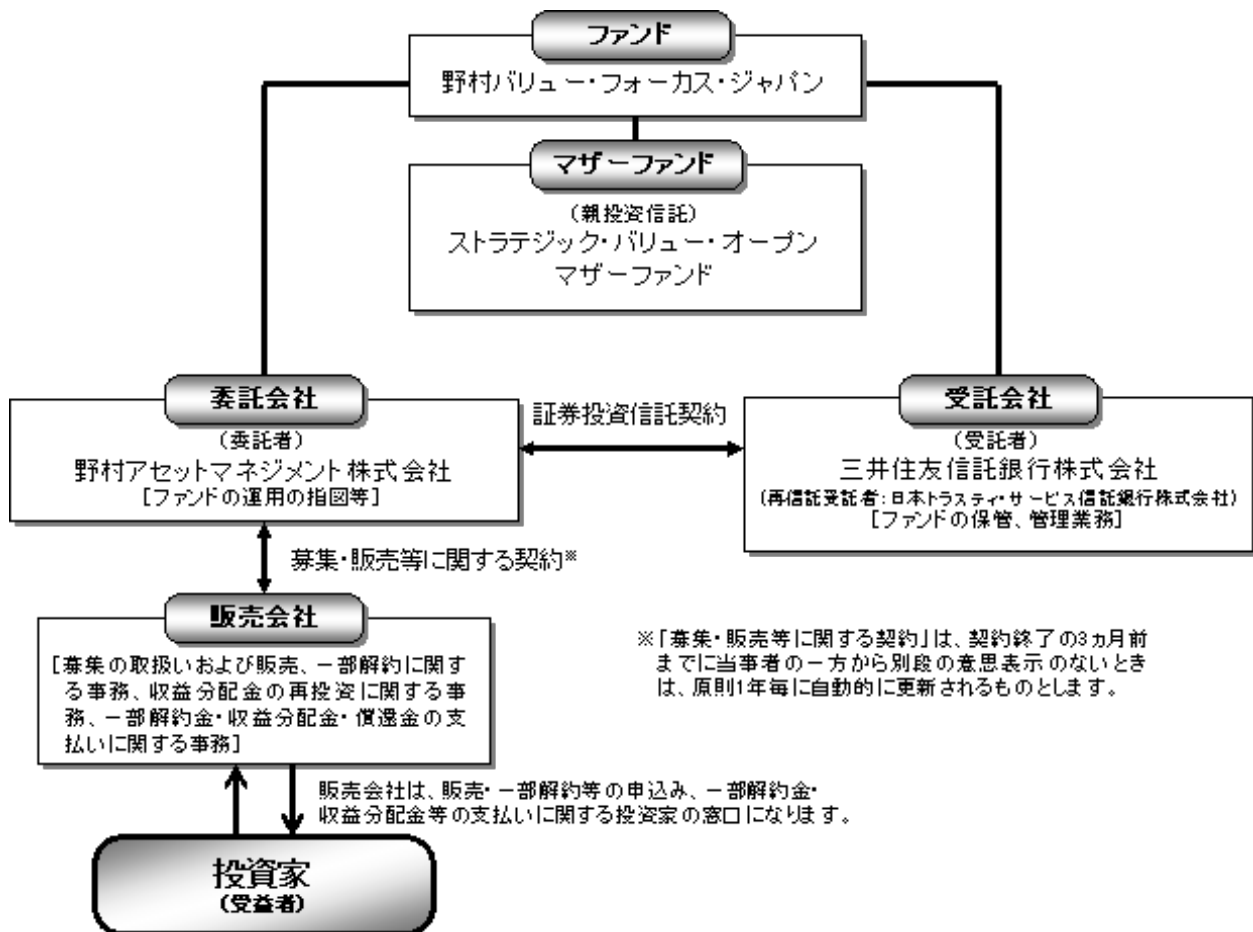 ファンド
野村バリュー・フォーカス・ジャパン
マザーファンド
(親投資信託)
ストラテジック・バリュー・オープン
マザーファンド
委託会社
(委託者)
野村アセットマネジメント株式会社
[ファンドの運用の指図等]
証券投資信託契約
受託会社
(受託者)
三井住友信託銀行株式会社
(再信託受託者:日本トラスティ・サービス信託銀行株式会社)
[ファンドの保管、管理業務]
募集・販売等に関する契約※
販売会社
[募集の取扱いおよび販売、一部解約に関す
る事務、収益分配金の再投資に関する事
務、一部解約金・収益分配金・償還金の支
払いに関する事務]
※「募集・販売等に関する契約」は、契約終了の3ヵ月前
までに当事者の一方から別段の意思表示のないとき
は、原則1年毎に自動的に更新されるものとします。
販売会社は、販売・一部解約等の申込み、一部解約金・
収益分配金等の支払いに関する投資家の窓口になります。
投資家
(受益者)